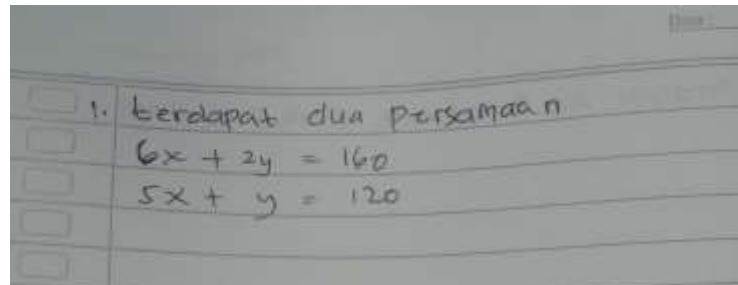 1. terdapat dua persamaan
6x + 2y = 160
5x + y = 120